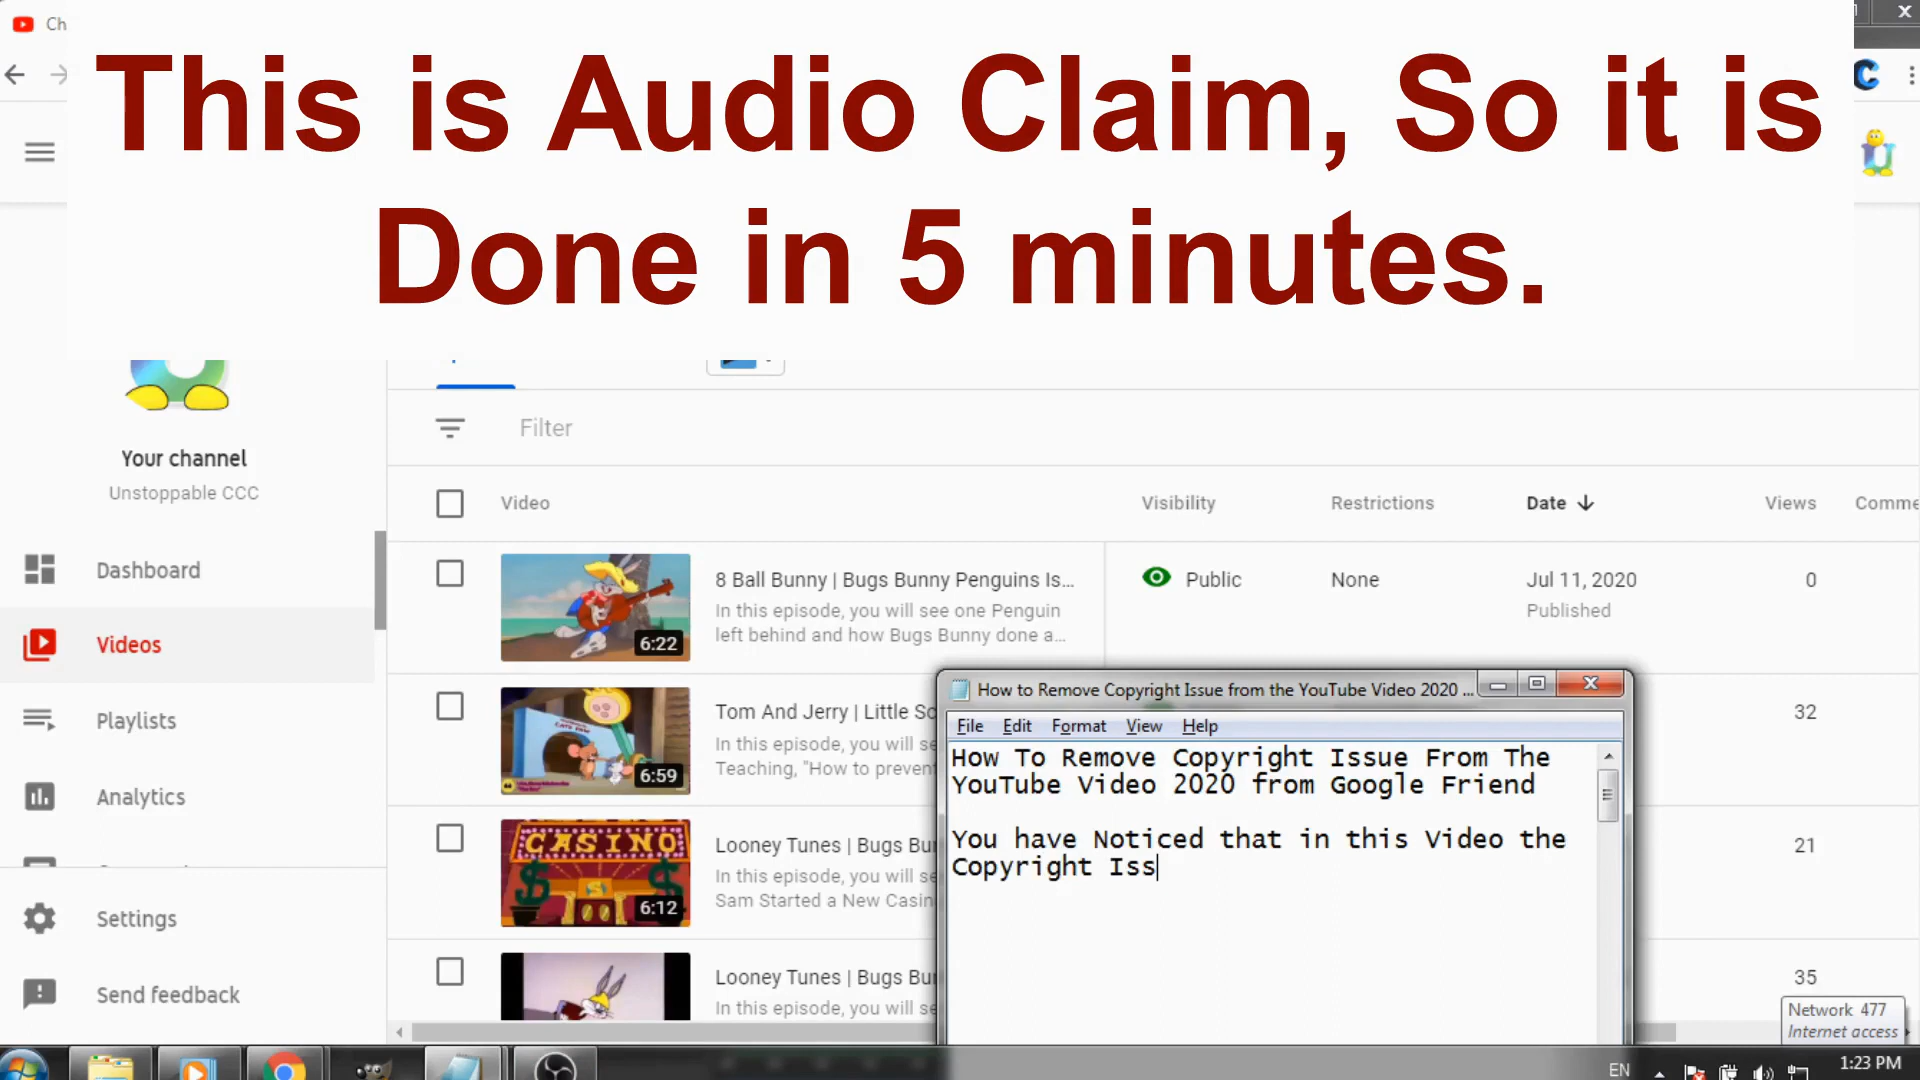 Ch
This is Audio Claim, So it is
Done in 5 minutes.
Your channel
Unstoppable CCC
Dashboard
Videos
Playlists
Analytics
Settings
Send feedback
Filter
Video Visibility Restrictions Date Views Comme
8 Ball Bunny | Bugs Bunny Penguins Is... Public None Jul 11, 2020 0
In this episode, you will see one Penguin Published
left behind and how Bugs Bunny done a...
6:22
Tom And Jerry | Little Sc 32
In this episode, you will se
Teaching, "How to preven
6:59
Looney Tunes | Bugs Bu 21
In this episode, you will se
Sam Started a New Casin
CASINO
$ $
6:12
Looney Tunes | Bugs Bu 35
In this episode, you will se
How to Remove Copyright Issue from the YouTube Video 2020 ...
File Edit Format View Help
How To Remove Copyright Issue From The
YouTube Video 2020 from Google Friend
You have Noticed that in this Video the
Copyright Iss
Network 477
Internet access
EN 1:23 PM